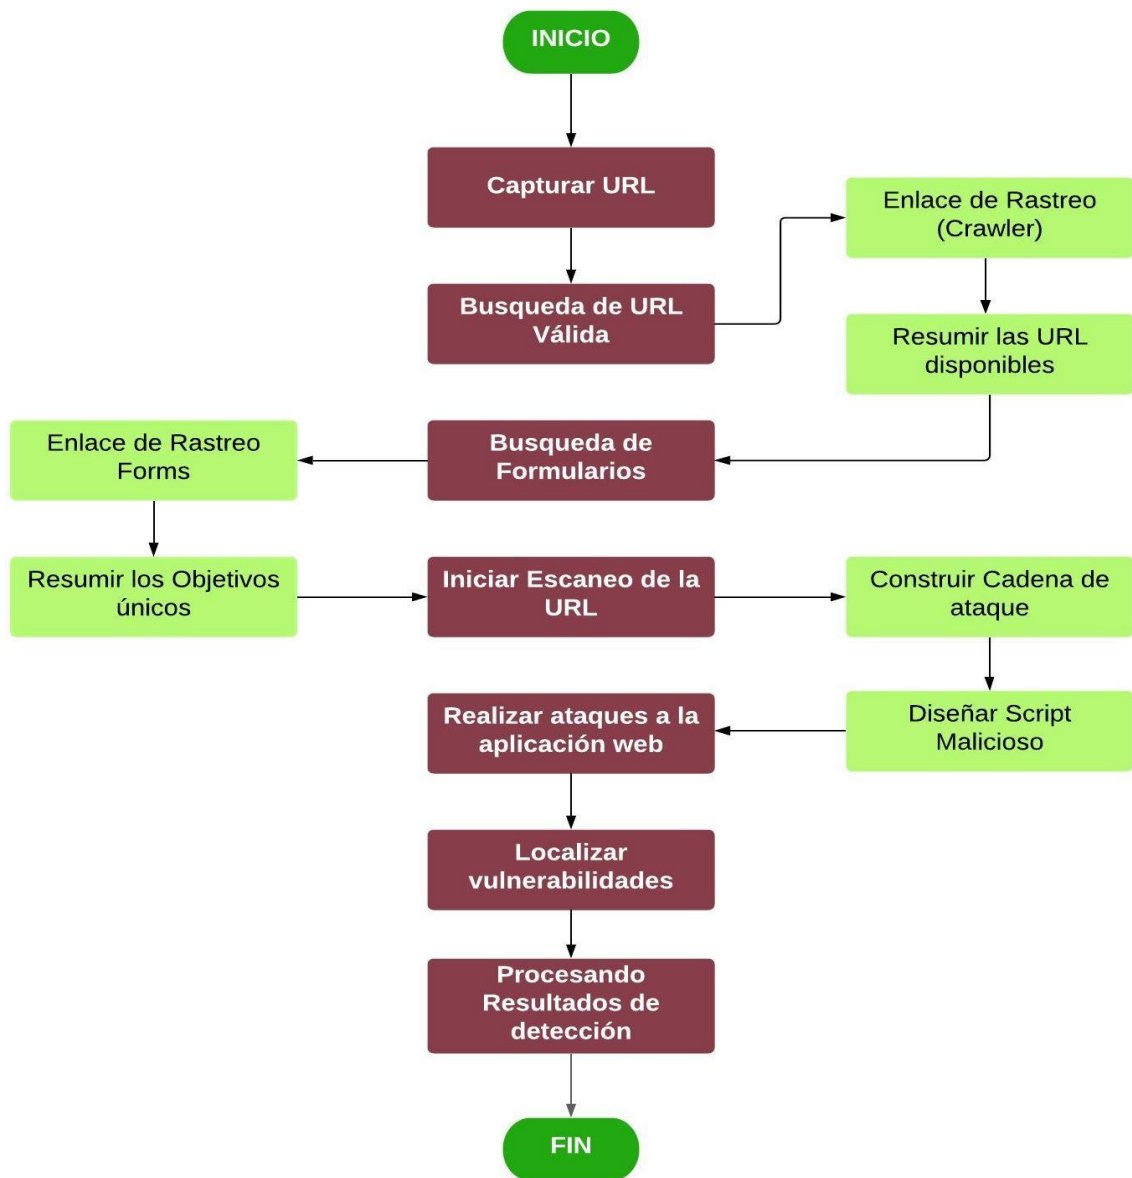 INICIO
Capturar URL
Busqueda de URL
Válida
Enlace de Rastreo
(Crawler)
Resumir las URL
disponibles
Busqueda de
Formularios
Enlace de Rastreo
Forms
Resumir los Objetivos
únicos
Iniciar Escaneo de la
URL
Construir Cadena de
ataque
Diseñar Script
Malicioso
Realizar ataques a la
aplicación web
Localizar
vulnerabilidades
Procesando
Resultados de
detección
FIN